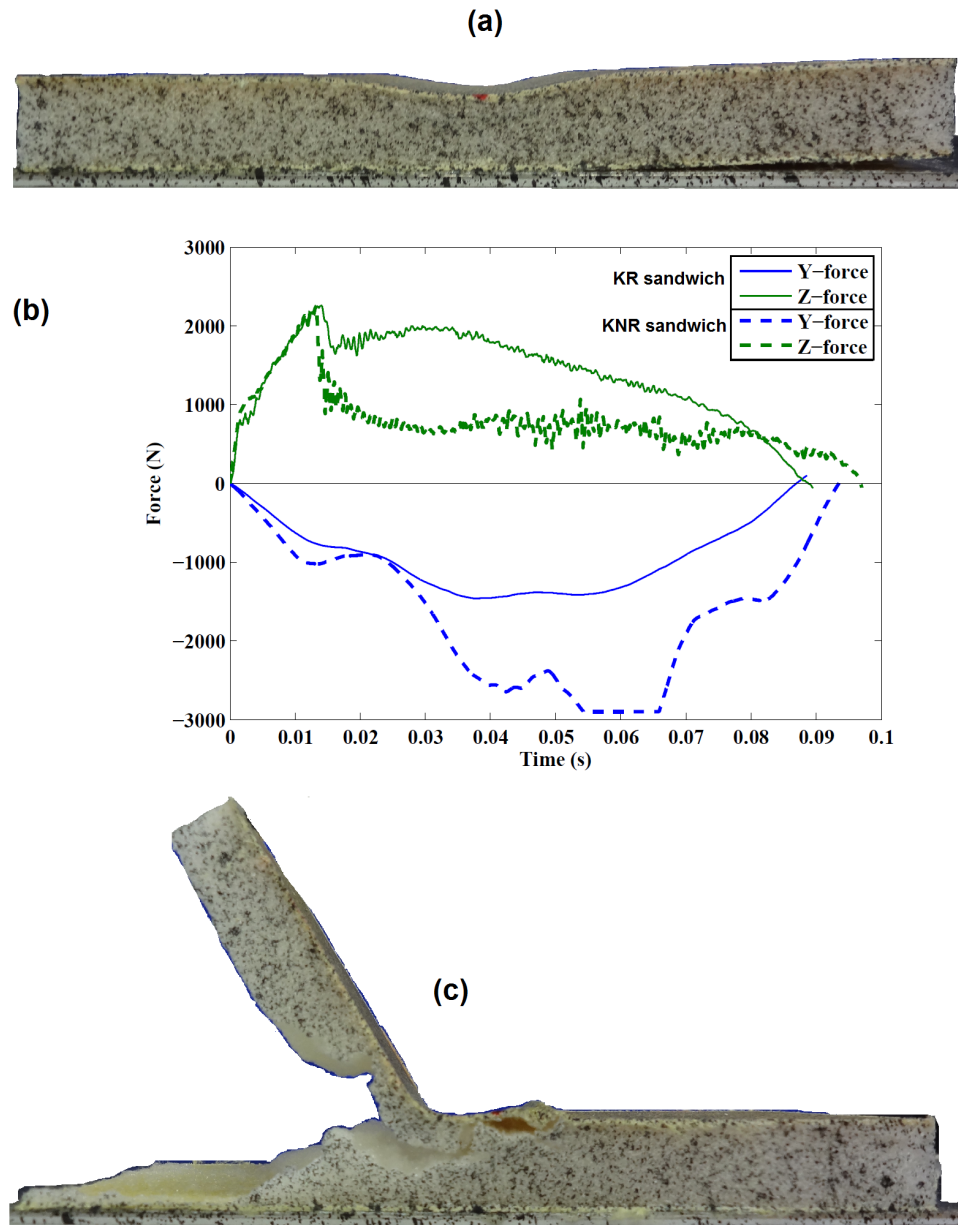 (a)
(b)
3000
2000
1000
0
−1000
−2000
−3000
Force (N)
KR sandwich
Y−force
Z−force
KNR sandwich
Y−force
Z−force
0 0.01 0.02 0.03 0.04 0.05 0.06 0.07 0.08 0.09 0.1
Time (s)
(c)